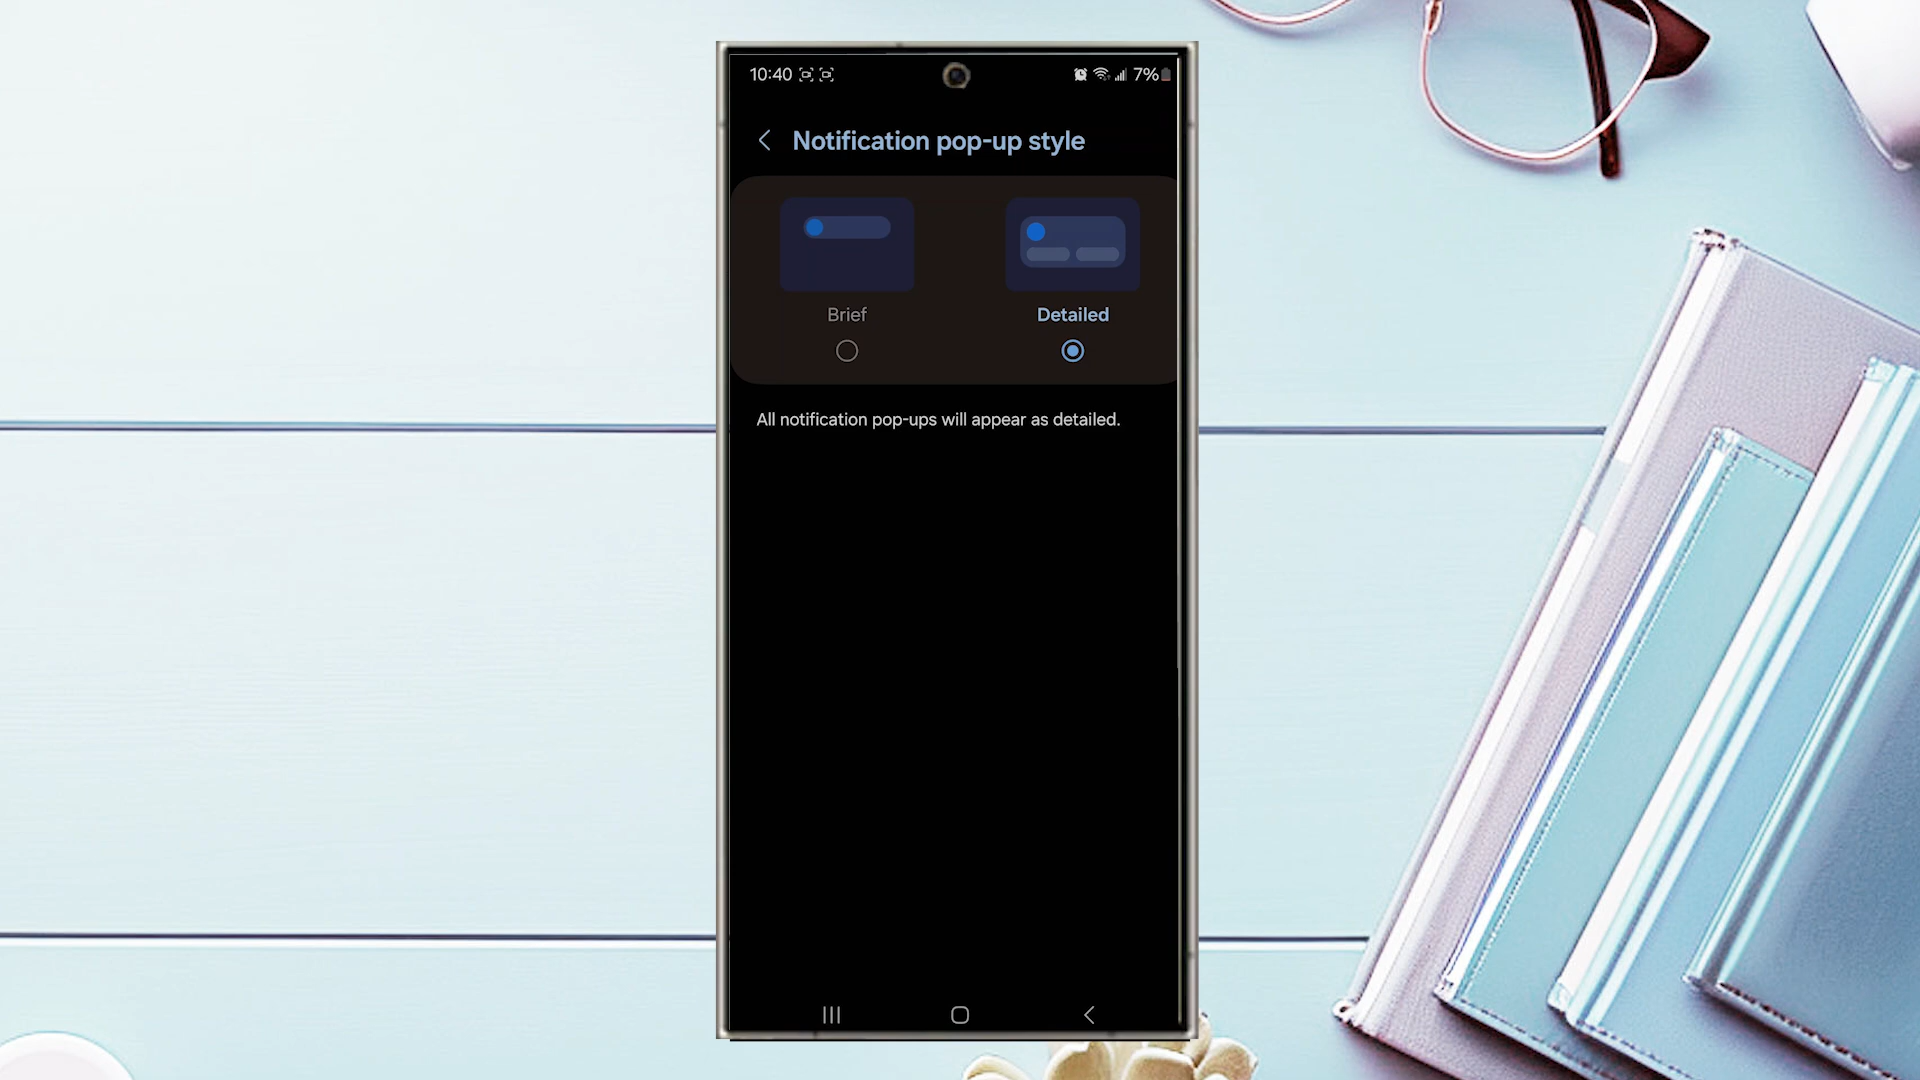 10:40 7%
Notification pop-up style
Brief Detailed
All notification pop-ups will appear as detailed.